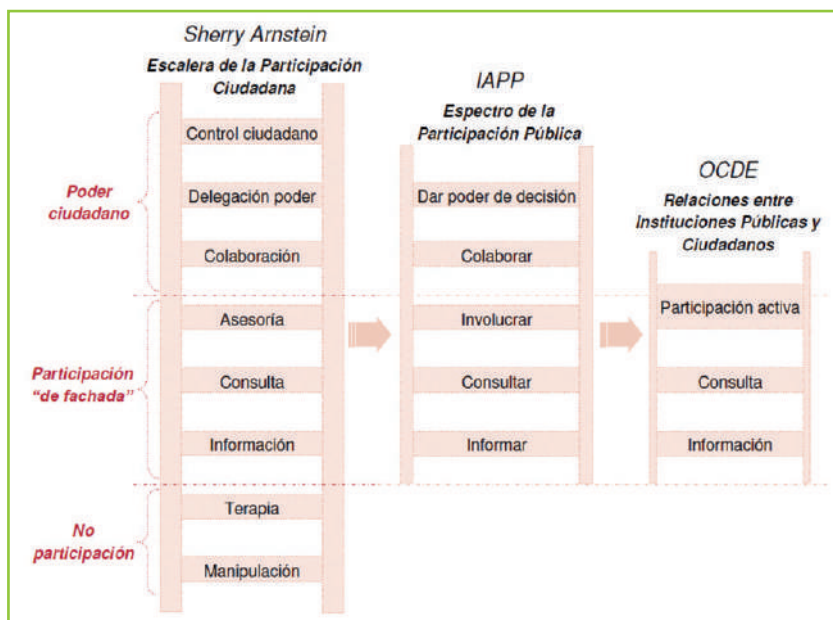 Sherry Arnstein
Escalera de la Participación
Ciudadana
Poder
ciudadano
Participación
"de fachada"
No
participación
Control ciudadano
Delegación poder
Colaboración
Asesoría
Consulta
Información
Terapia
Manipulación
IAPP
Espectro de la
Participación Pública
Dar poder de decisión
Colaborar
Involucrar
Consultar
Informar
OCDE
Relaciones entre
Instituciones Públicas y
Ciudadanos
Participación activa
Consulta
Información